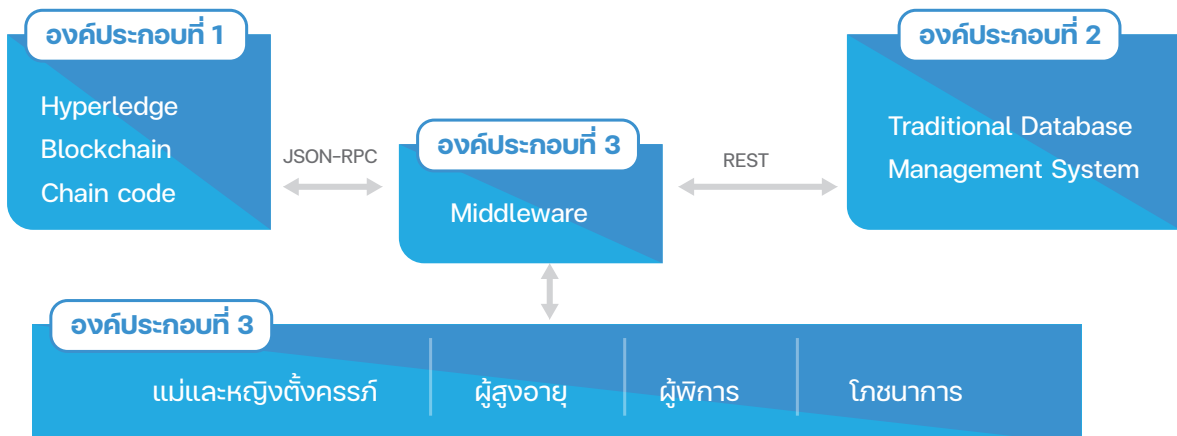 องค์ประกอบที่ 1
Hyperledge
Blockchain
Chain code
JSON-RPC
องค์ประกอบที่ 3
Middleware
REST
องค์ประกอบที่ 2
Traditional Database
Management System
องค์ประกอบที่ 3
แม่และหญิงตั้งครรภ์
ผู้สูงอายุ
ผู้พิการ
โภชนาการ